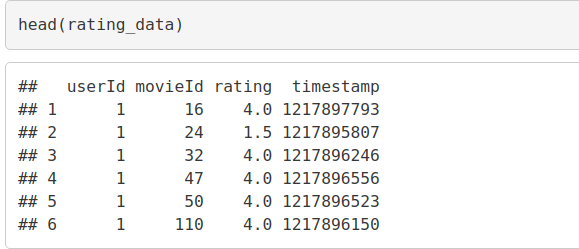 head(rating_data)
##   userId movieId rating  timestamp
## 1      1      16    4.0 1217897793
## 2      1      24    1.5 1217895807
## 3      1      32    4.0 1217896246
## 4      1      47    4.0 1217896556
## 5      1      50    4.0 1217896523
## 6      1     110    4.0 1217896150